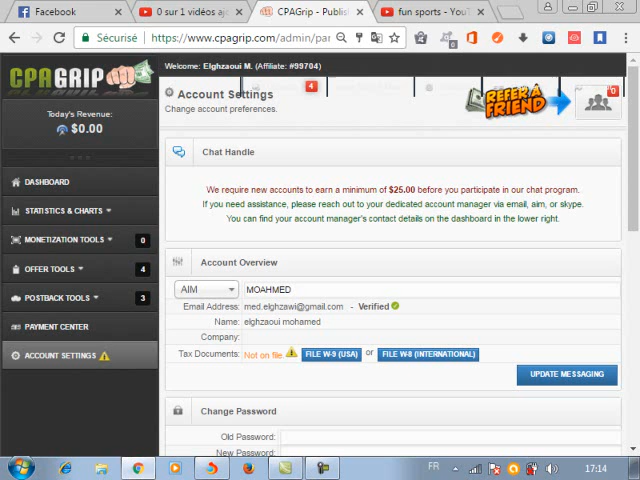 Facebook
0 sur 1 vidéos aj
CPAGrip - Publis
fun sports - YouT
Sécurisé
https://www.cpagrip.com/admin/par
CPAGRIP
Welcome: Elghzaoui M. (Affiliate: #99704)
Today's Revenue:
$0.00
Account Settings
4
Change account preferences.
REFER A FRIEND
0
DASHBOARD
STATISTICS & CHARTS
MONETIZATION TOOLS 0
OFFER TOOLS 4
POSTBACK TOOLS 3
PAYMENT CENTER
ACCOUNT SETTINGS
Chat Handle
We require new accounts to earn a minimum of $25.00 before you participate in our chat program.
If you need assistance, please reach out to your dedicated account manager via email, aim, or skype.
You can find your account manager's contact details on the dashboard in the lower right.
Account Overview
AIM MOAHMED
Email Address: med.elghzawi@gmail.com - Verified
Name: elghzaoui mohamed
Company:
Tax Documents: Not on file. FILE W-9 (USA) or FILE W-8 (INTERNATIONAL)
UPDATE MESSAGING
Change Password
Old Password:
New Password:
FR
17:14